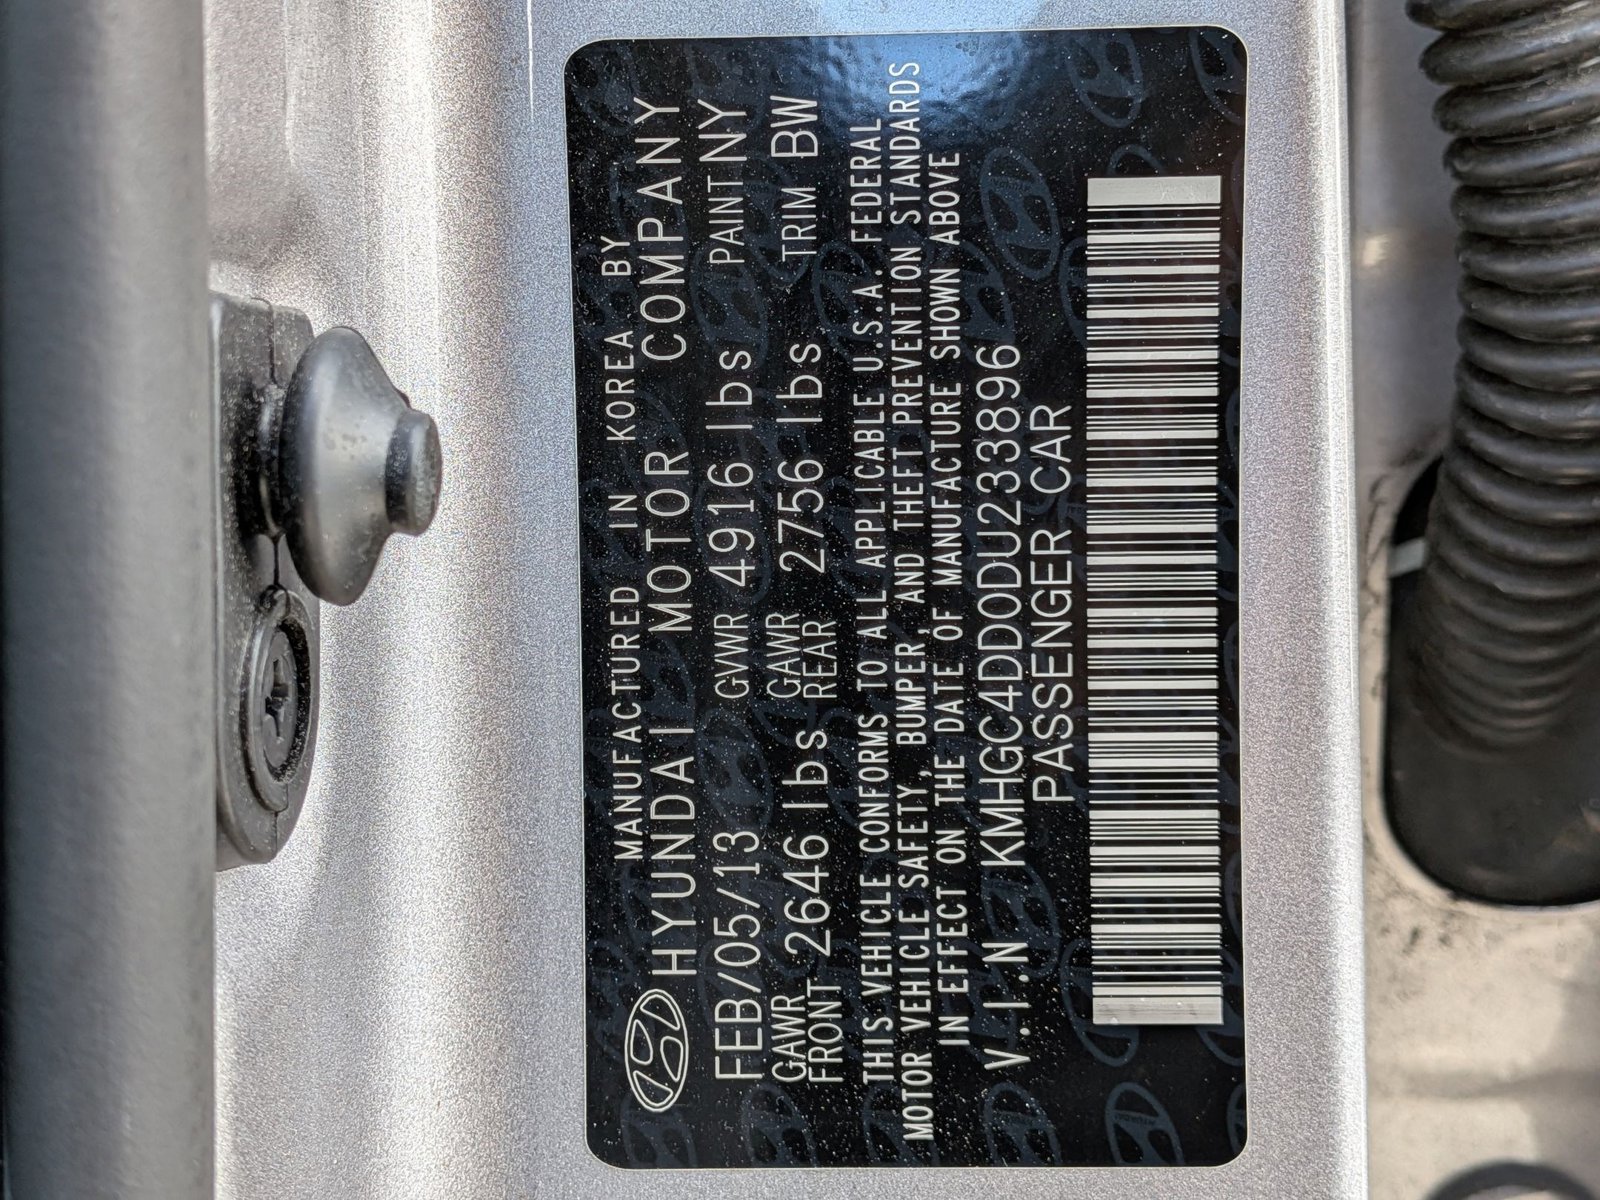 MANUFACTURED IN KOREA BY
HYUNDAI MOTOR COMPANY
FEB/05/13 GVWR 4916 lbs PAINT NY
GAWR FRONT 2646 lbs GAWR REAR 2756 lbs TRIM BW
THIS VEHICLE CONFORMS TO ALL APPLICABLE U.S.A. FEDERAL
MOTOR VEHICLE SAFETY, BUMPER, AND THEFT PREVENTION STANDARDS
IN EFFECT ON THE DATE OF MANUFACTURE SHOWN ABOVE
V.I.N KMHGC4DD0DU233896
PASSENGER CAR